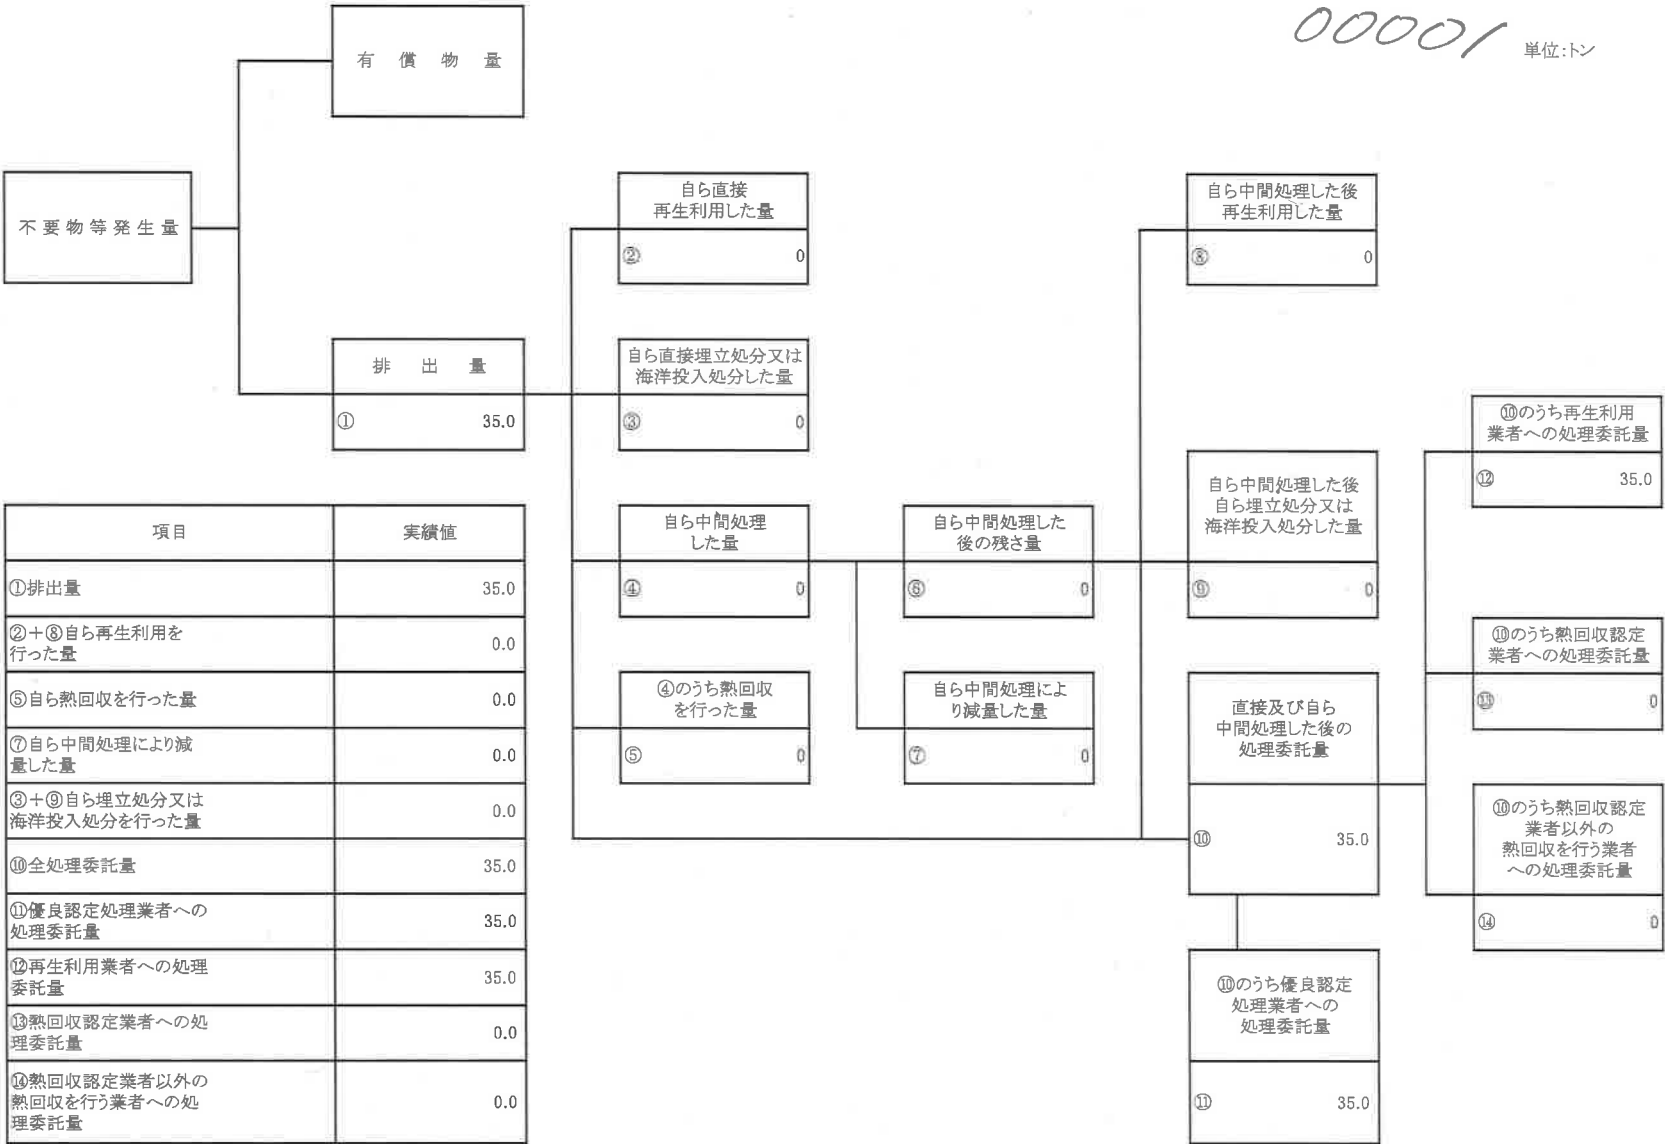 00001
単位:トン
有償物量
不要物等発生量
排出量
① 35.0
自ら直接
再生利用した量
② 0
自ら直接埋立処分又は
海洋投入処分した量
③ 0
自ら中間処理
した量
④ 0
④のうち熱回収
を行った量
⑤ 0
自ら中間処理した
後の残さ量
⑥ 0
自ら中間処理によ
り減量した量
⑦ 0
自ら中間処理した後
再生利用した量
⑧ 0
自ら中間処理した後
自ら埋立処分又は
海洋投入処分した量
⑨ 0
直接及び自ら
中間処理した後の
処理委託量
⑩ 35.0
⑩のうち優良認定
処理業者への
処理委託量
⑪ 35.0
⑩のうち再生利用
業者への処理委託量
⑫ 35.0
⑩のうち熱回収認定
業者への処理委託量
⑬ 0
⑩のうち熱回収認定
業者以外の
熱回収を行う業者
への処理委託量
⑭ 0
項目 実績値
①排出量 35.0
②+⑧自ら再生利用を
行った量 0.0
⑤自ら熱回収を行った量 0.0
⑦自ら中間処理により減
量した量 0.0
③+⑨自ら埋立処分又は
海洋投入処分を行った量 0.0
⑩全処理委託量 35.0
⑪優良認定処理業者への
処理委託量 35.0
⑫再生利用業者への処理
委託量 35.0
⑬熱回収認定業者への処
理委託量 0.0
⑭熱回収認定業者以外の
熱回収を行う業者への処
理委託量 0.0